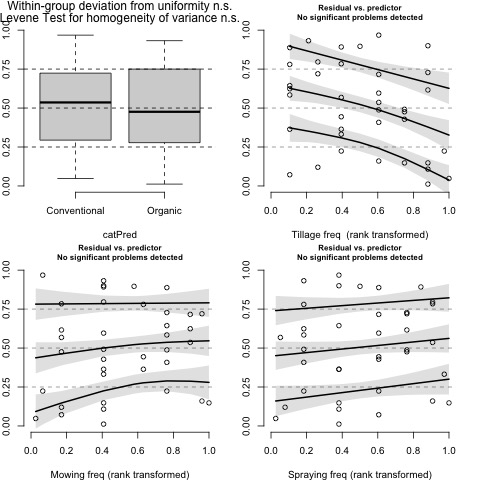 Within-group deviation from uniformity n.s.
Levene Test for homogeneity of variance n.s.
0.00 0.25 0.50 0.75 1.00
Conventional Organic
catPred
Residual vs. predictor
No significant problems detected
0.00 0.25 0.50 0.75 1.00
0.0 0.2 0.4 0.6 0.8 1.0
Tillage freq (rank transformed)
Residual vs. predictor
No significant problems detected
0.00 0.25 0.50 0.75 1.00
0.0 0.2 0.4 0.6 0.8 1.0
Mowing freq (rank transformed)
Residual vs. predictor
No significant problems detected
0.00 0.25 0.50 0.75 1.00
0.0 0.2 0.4 0.6 0.8 1.0
Spraying freq (rank transformed)